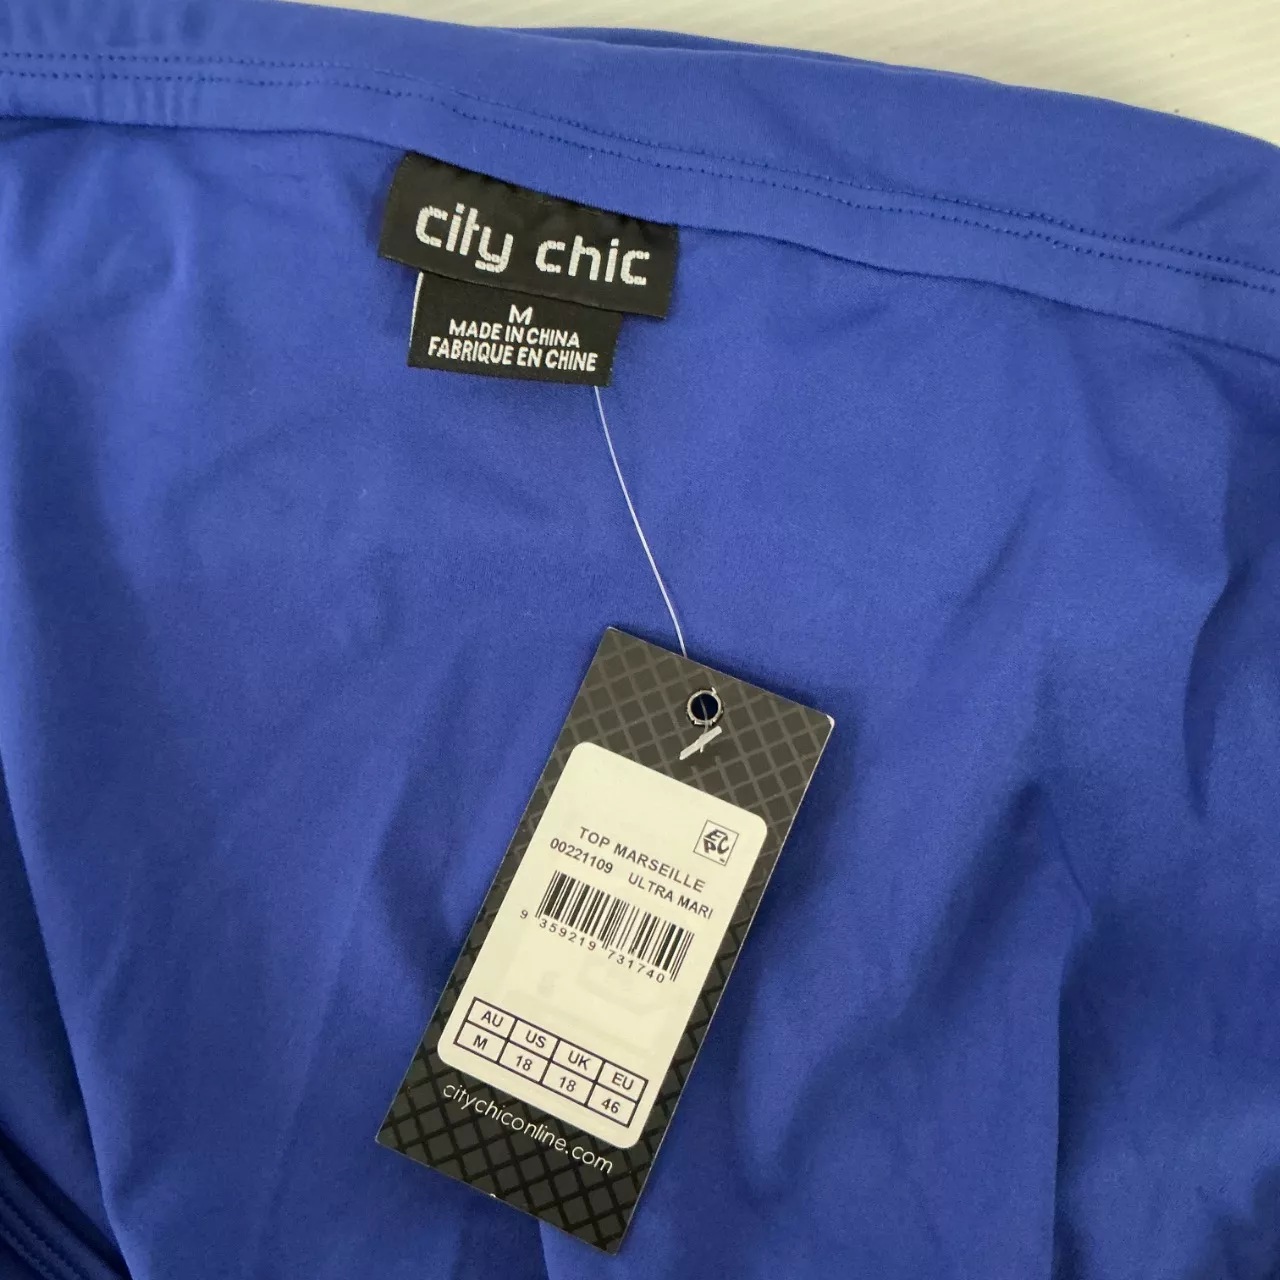 city chic
M
MADE IN CHINA
FABRIQUE EN CHINE
TOP MARSEILLE
00221109 ULTRA MARI
9 359219 731740
AU US UK EU
M 18 18 46
citychiconline.com